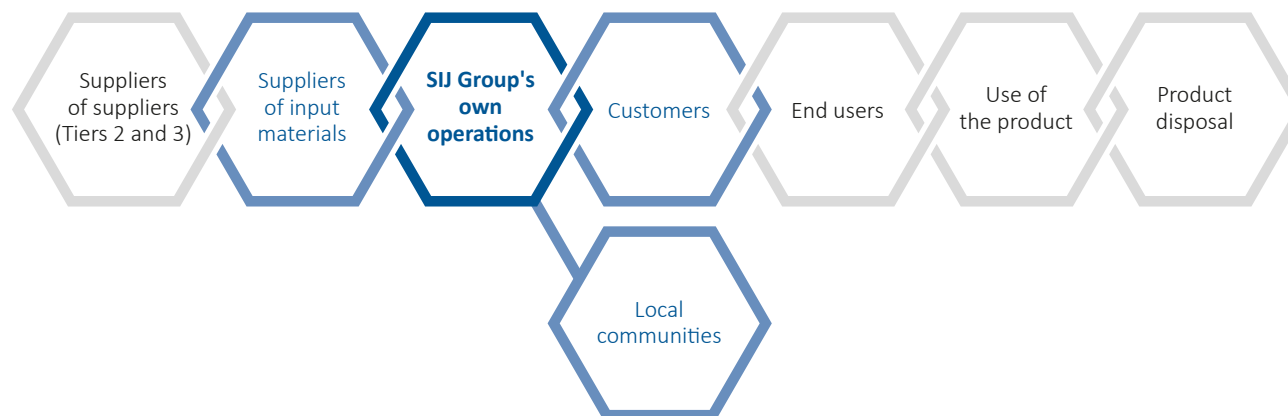 Suppliers
of suppliers
(Tiers 2 and 3)
Suppliers
of input
materials
SIJ Group's
own
operations
Customers
End users
Use of
the product
Product
disposal
Local
communities